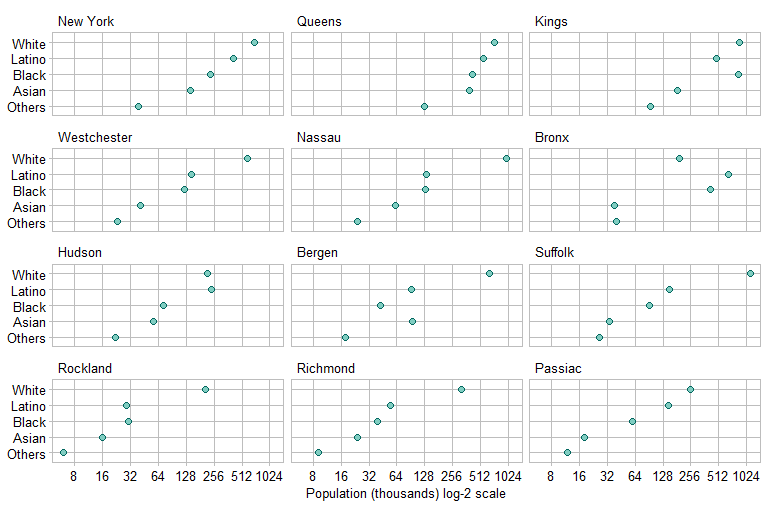 New York Queens Kings
White
Latino
Black
Asian
Others
Westchester Nassau Bronx
White
Latino
Black
Asian
Others
Hudson Bergen Suffolk
White
Latino
Black
Asian
Others
Rockland Richmond Passiac
White
Latino
Black
Asian
Others
8 16 32 64 128 256 512 1024 8 16 32 64 128 256 512 1024 8 16 32 64 128 256 512 1024
Population (thousands) log-2 scale